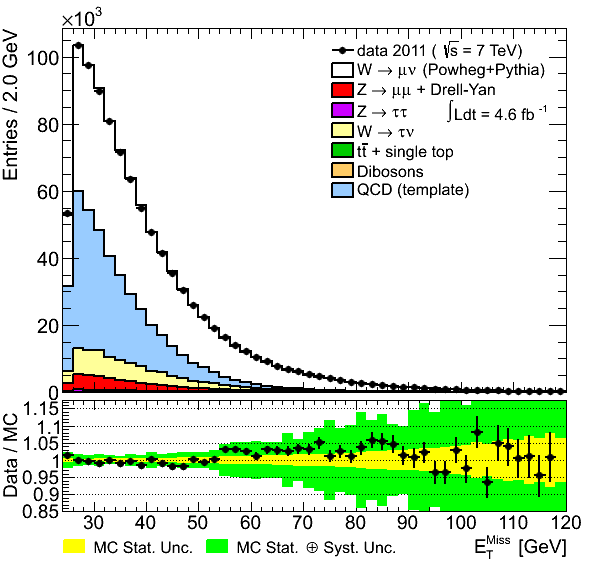 ×10³
Entries / 2.0 GeV
100
80
60
40
20
0
data 2011 ( √s = 7 TeV)
W → μν (Powheg+Pythia)
Z → μμ + Drell-Yan
Z → ττ
∫Ldt = 4.6 fb⁻¹
W → τν
tt̄ + single top
Dibosons
QCD (template)
Data / MC
1.15
1.1
1.05
1
0.95
0.9
0.85
30 40 50 60 70 80 90 100 110 120
MC Stat. Unc.
MC Stat. ⊕ Syst. Unc.
E_T^Miss [GeV]